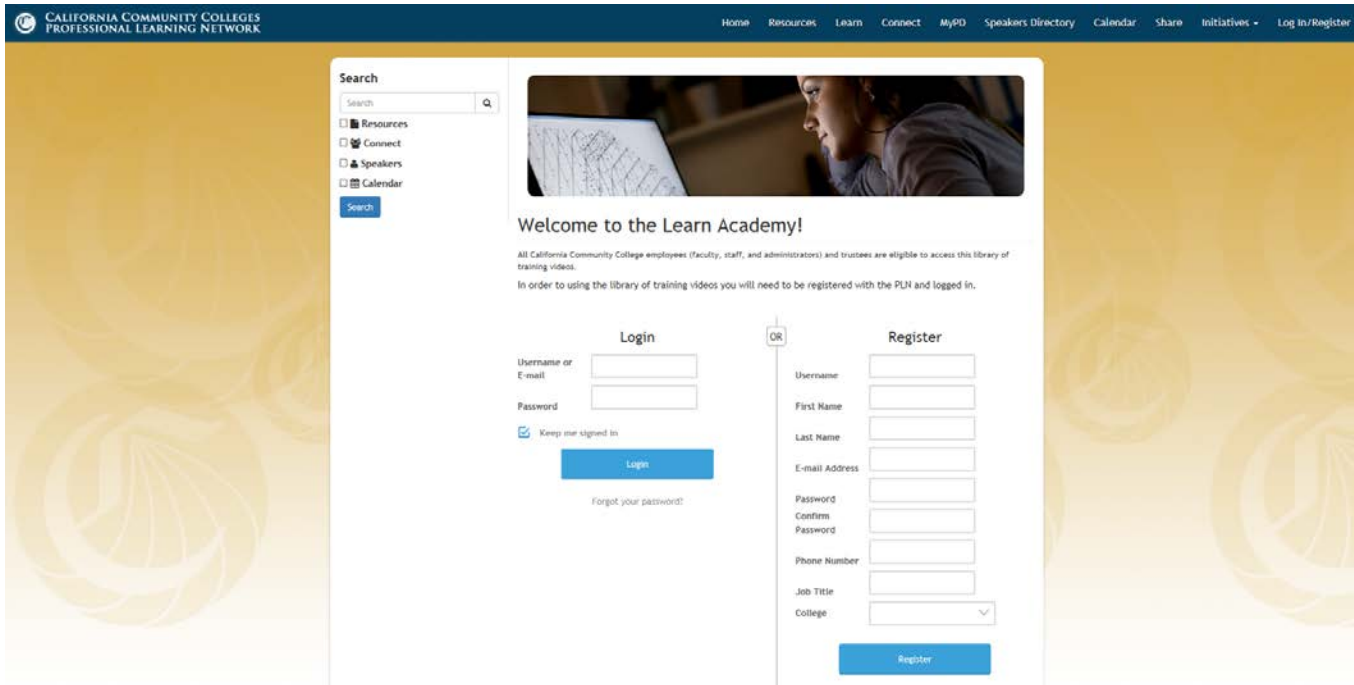 CALIFORNIA COMMUNITY COLLEGES
PROFESSIONAL LEARNING NETWORK
Home Resources Learn Connect MyPD Speakers Directory Calendar Share Initiatives Log In/Register
Search
Search
Resources
Connect
Speakers
Calendar
Search
Welcome to the Learn Academy!
All California Community College employees (faculty, staff, and administrators) and trustees are eligible to access this library of
training videos.
In order to using the library of training videos you will need to be registered with the PLN and logged in.
Login
Username or
E-mail
Password
Keep me signed in
Login
Forgot your password?
OR
Register
Username
First Name
Last Name
E-mail Address
Password
Confirm
Password
Phone Number
Job Title
College
Register